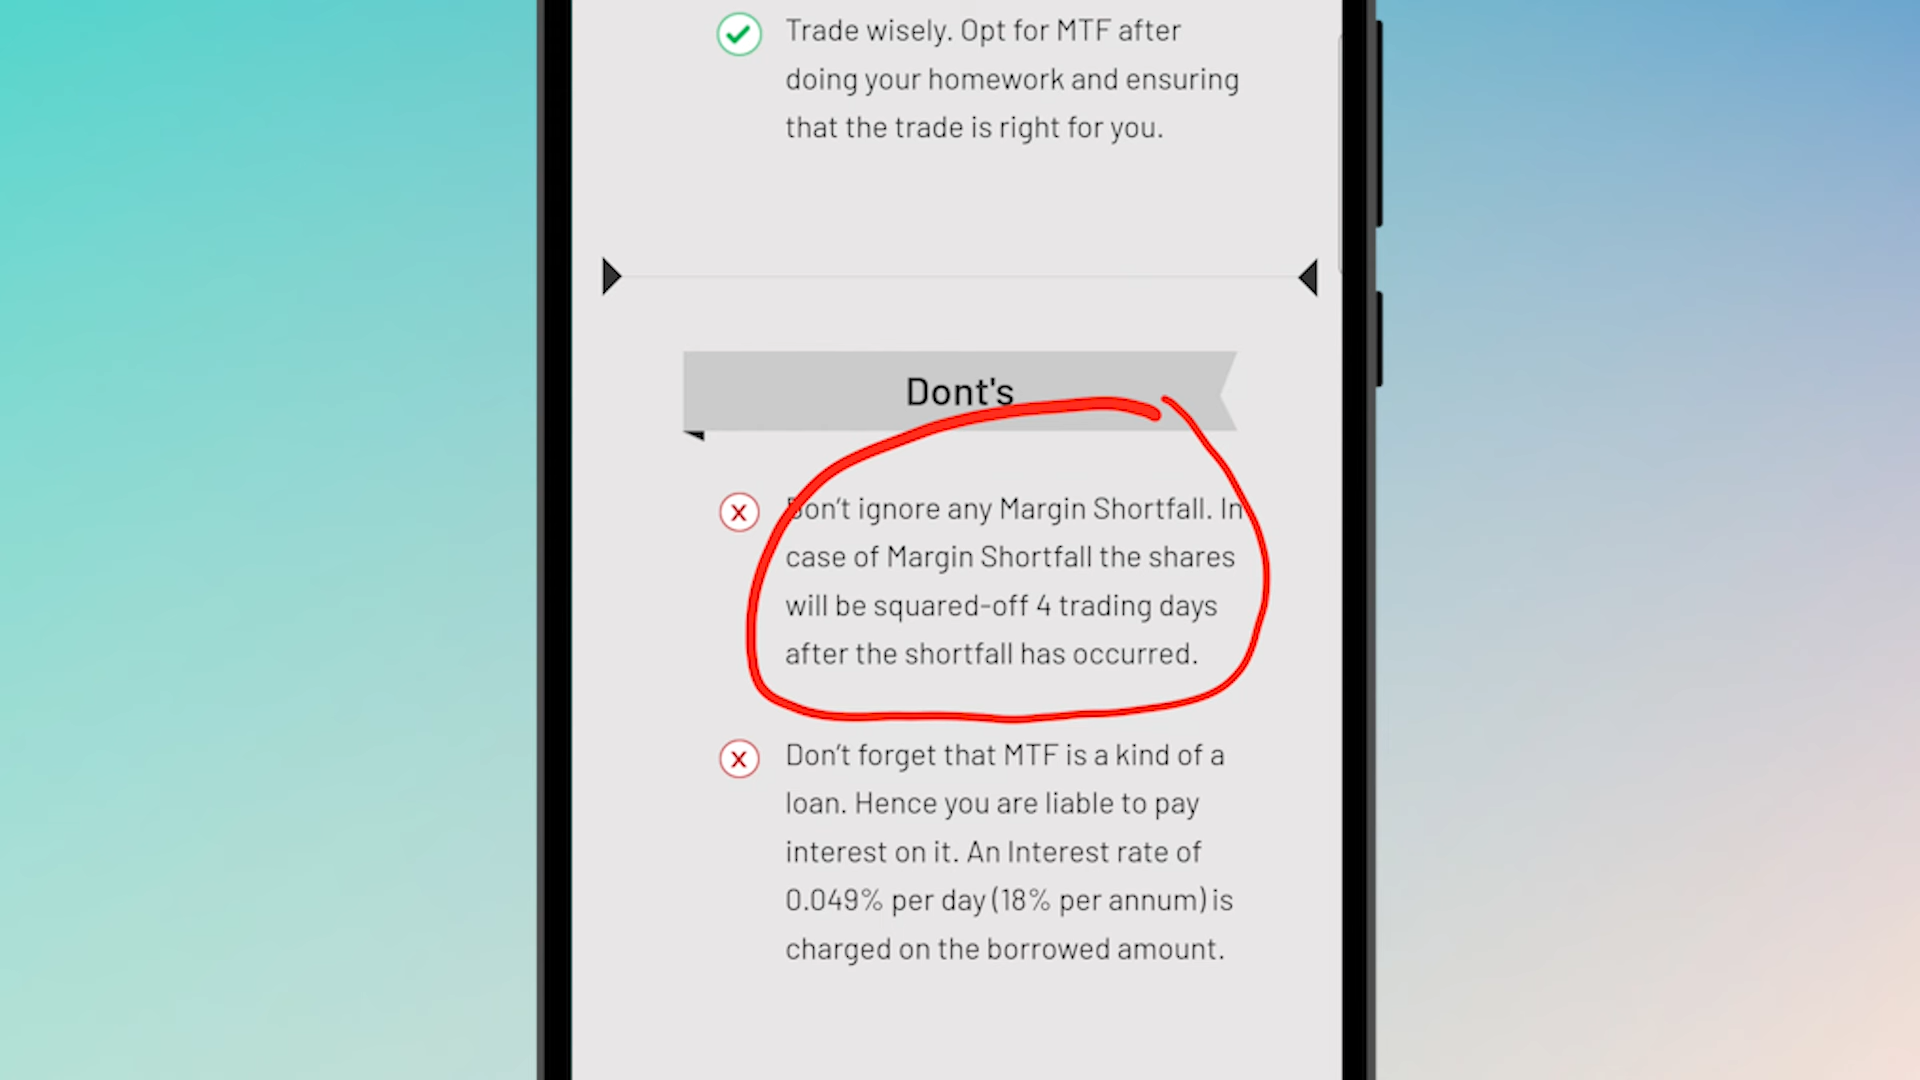 Trade wisely. Opt for MTF after
doing your homework and ensuring
that the trade is right for you.
Dont's
Don't ignore any Margin Shortfall. In
case of Margin Shortfall the shares
will be squared-off 4 trading days
after the shortfall has occurred.
Don't forget that MTF is a kind of a
loan. Hence you are liable to pay
interest on it. An Interest rate of
0.049% per day (18% per annum) is
charged on the borrowed amount.